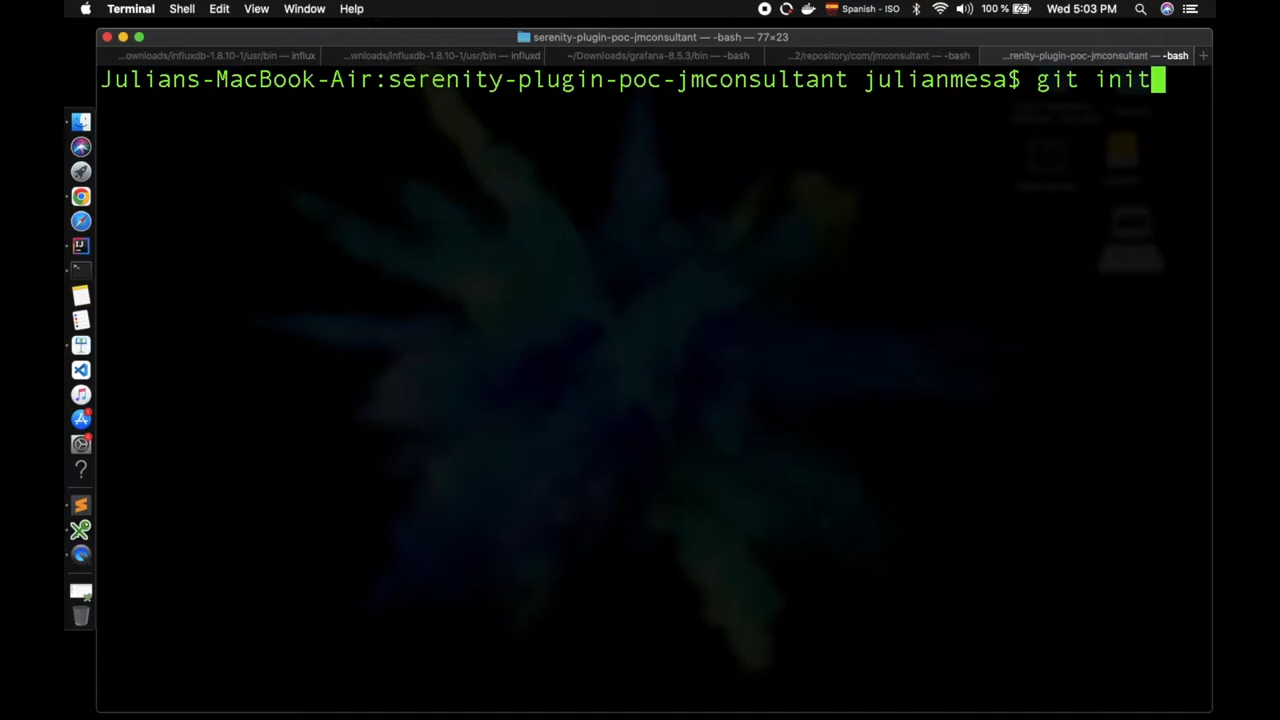 Terminal Shell Edit View Window Help Spanish - ISO 100 % Wed 5:03 PM
serenity-plugin-poc-jmconsultant — -bash — 77×23
...ownloads/influxdb-1.8.10-1/usr/bin — influx ...wnloads/influxdb-1.8.10-1/usr/bin — influxd ~/Downloads/grafana-8.5.3/bin — -bash ...2/repository/com/jmconsultant — -bash ...renity-plugin-poc-jmconsultant — -bash
Julians-MacBook-Air:serenity-plugin-poc-jmconsultant julianmesa$ git init